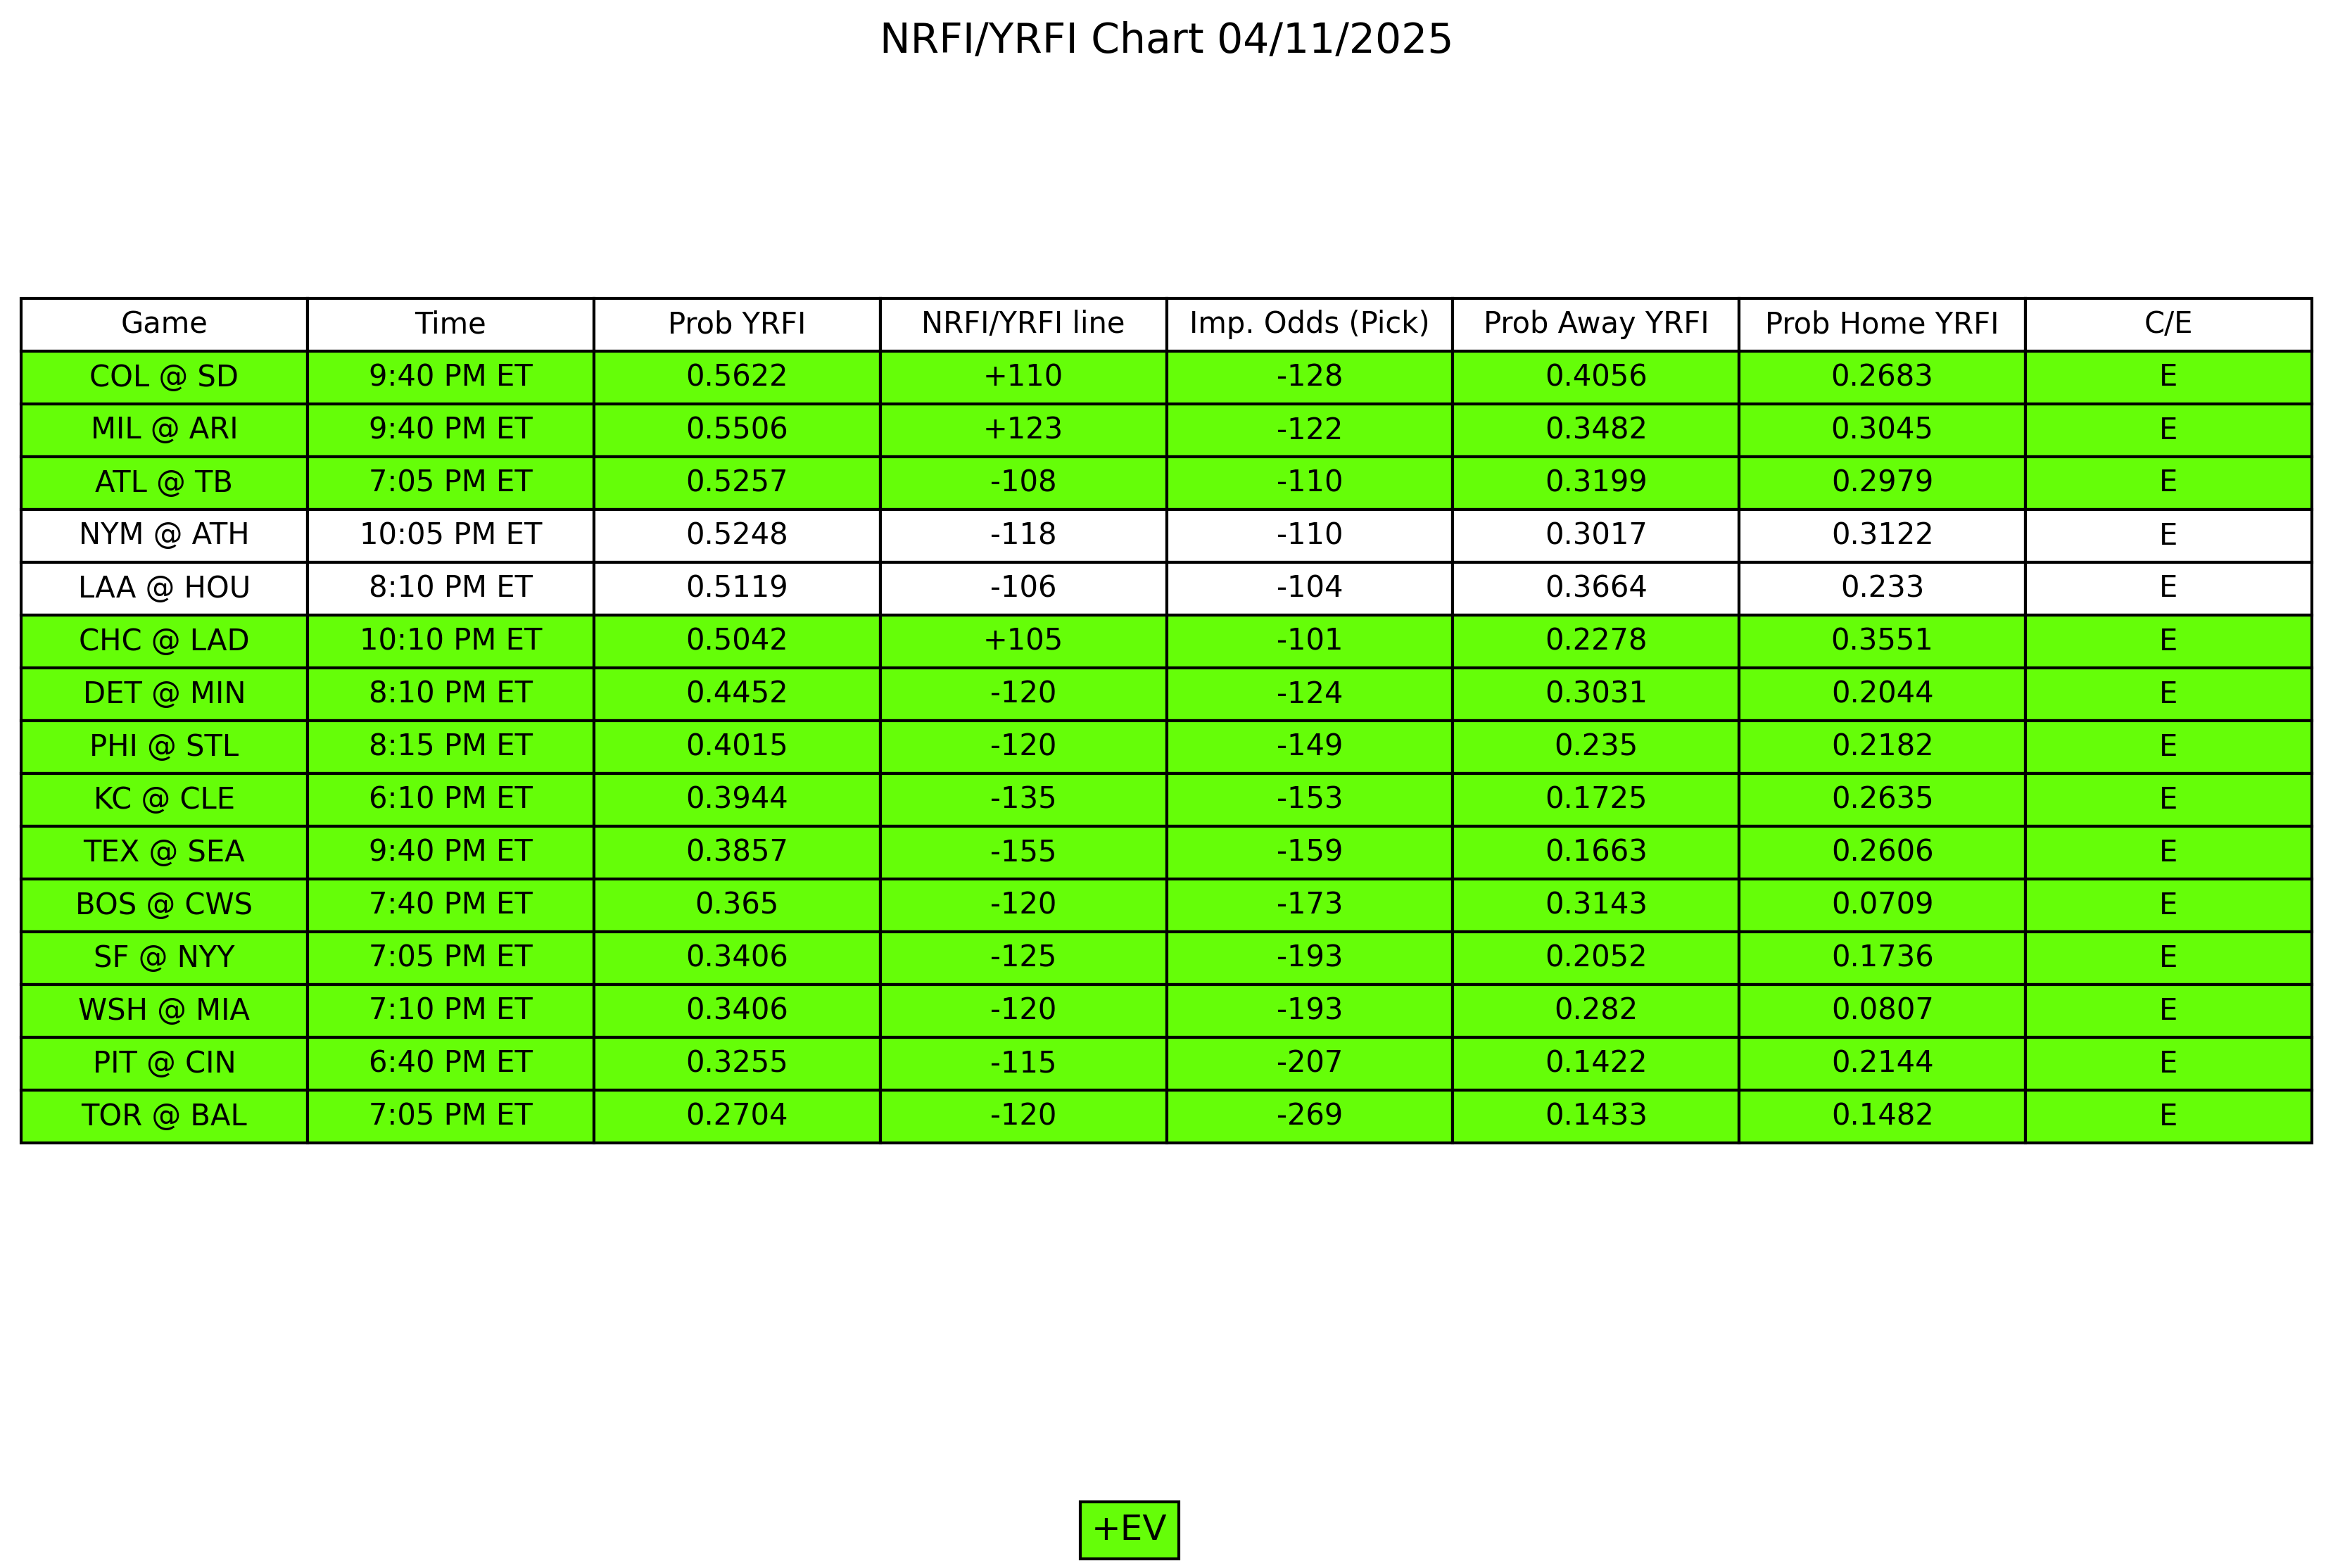 NRFI/YRFI Chart 04/11/2025
Game Time Prob YRFI NRFI/YRFI line Imp. Odds (Pick) Prob Away YRFI Prob Home YRFI C/E
COL @ SD 9:40 PM ET 0.5622 +110 -128 0.4056 0.2683 E
MIL @ ARI 9:40 PM ET 0.5506 +123 -122 0.3482 0.3045 E
ATL @ TB 7:05 PM ET 0.5257 -108 -110 0.3199 0.2979 E
NYM @ ATH 10:05 PM ET 0.5248 -118 -110 0.3017 0.3122 E
LAA @ HOU 8:10 PM ET 0.5119 -106 -104 0.3664 0.233 E
CHC @ LAD 10:10 PM ET 0.5042 +105 -101 0.2278 0.3551 E
DET @ MIN 8:10 PM ET 0.4452 -120 -124 0.3031 0.2044 E
PHI @ STL 8:15 PM ET 0.4015 -120 -149 0.235 0.2182 E
KC @ CLE 6:10 PM ET 0.3944 -135 -153 0.1725 0.2635 E
TEX @ SEA 9:40 PM ET 0.3857 -155 -159 0.1663 0.2606 E
BOS @ CWS 7:40 PM ET 0.365 -120 -173 0.3143 0.0709 E
SF @ NYY 7:05 PM ET 0.3406 -125 -193 0.2052 0.1736 E
WSH @ MIA 7:10 PM ET 0.3406 -120 -193 0.282 0.0807 E
PIT @ CIN 6:40 PM ET 0.3255 -115 -207 0.1422 0.2144 E
TOR @ BAL 7:05 PM ET 0.2704 -120 -269 0.1433 0.1482 E
+EV